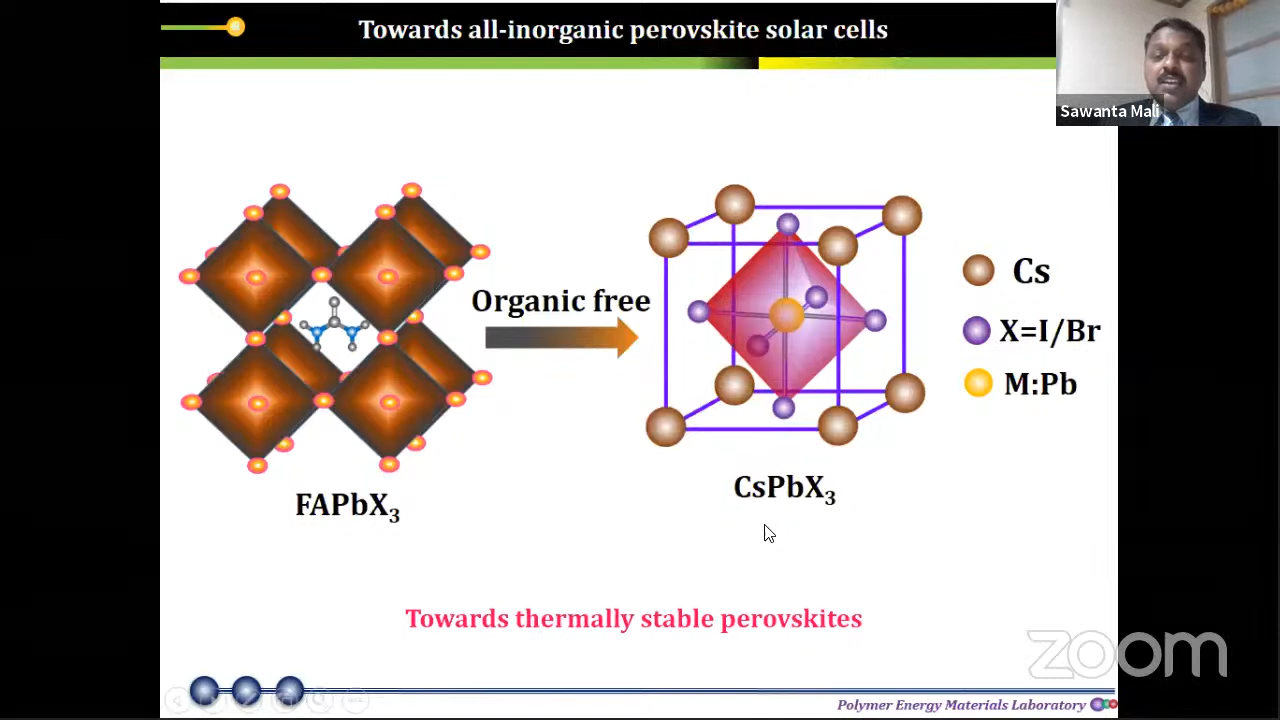 Towards all-inorganic perovskite solar cells
Sawanta Mali
Organic free
Cs
X=I/Br
M:Pb
FAPbX₃
CsPbX₃
Towards thermally stable perovskites
zoom
Polymer Energy Materials Laboratory